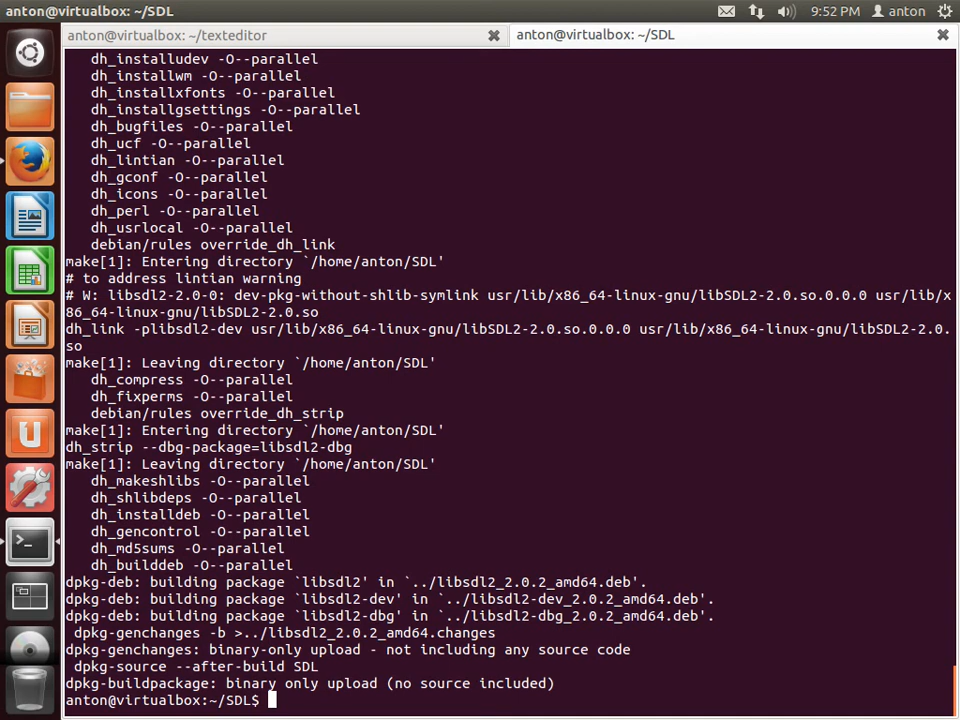 anton@virtualbox: ~/SDL
9:52 PM
anton
anton@virtualbox: ~/texteditor
anton@virtualbox: ~/SDL
dh_installudev -O--parallel
dh_installwm -O--parallel
dh_installxfonts -O--parallel
dh_installgsettings -O--parallel
dh_bugfiles -O--parallel
dh_ucf -O--parallel
dh_lintian -O--parallel
dh_gconf -O--parallel
dh_icons -O--parallel
dh_perl -O--parallel
dh_usrlocal -O--parallel
debian/rules override_dh_link
make[1]: Entering directory `/home/anton/SDL'
# to address lintian warning
# W: libsdl2-2.0-0: dev-pkg-without-shlib-symlink usr/lib/x86_64-linux-gnu/libSDL2-2.0.so.0.0.0 usr/lib/x
86_64-linux-gnu/libSDL2-2.0.so
dh_link -plibsdl2-dev usr/lib/x86_64-linux-gnu/libSDL2-2.0.so.0.0.0 usr/lib/x86_64-linux-gnu/libSDL2-2.0.
so
make[1]: Leaving directory `/home/anton/SDL'
dh_compress -O--parallel
dh_fixperms -O--parallel
debian/rules override_dh_strip
make[1]: Entering directory `/home/anton/SDL'
dh_strip --dbg-package=libsdl2-dbg
make[1]: Leaving directory `/home/anton/SDL'
dh_makeshlibs -O--parallel
dh_shlibdeps -O--parallel
dh_installdeb -O--parallel
dh_gencontrol -O--parallel
dh_md5sums -O--parallel
dh_builddeb -O--parallel
dpkg-deb: building package `libsdl2' in `../libsdl2_2.0.2_amd64.deb'.
dpkg-deb: building package `libsdl2-dev' in `../libsdl2-dev_2.0.2_amd64.deb'.
dpkg-deb: building package `libsdl2-dbg' in `../libsdl2-dbg_2.0.2_amd64.deb'.
dpkg-genchanges -b >../libsdl2_2.0.2_amd64.changes
dpkg-genchanges: binary-only upload - not including any source code
dpkg-source --after-build SDL
dpkg-buildpackage: binary only upload (no source included)
anton@virtualbox:~/SDL$